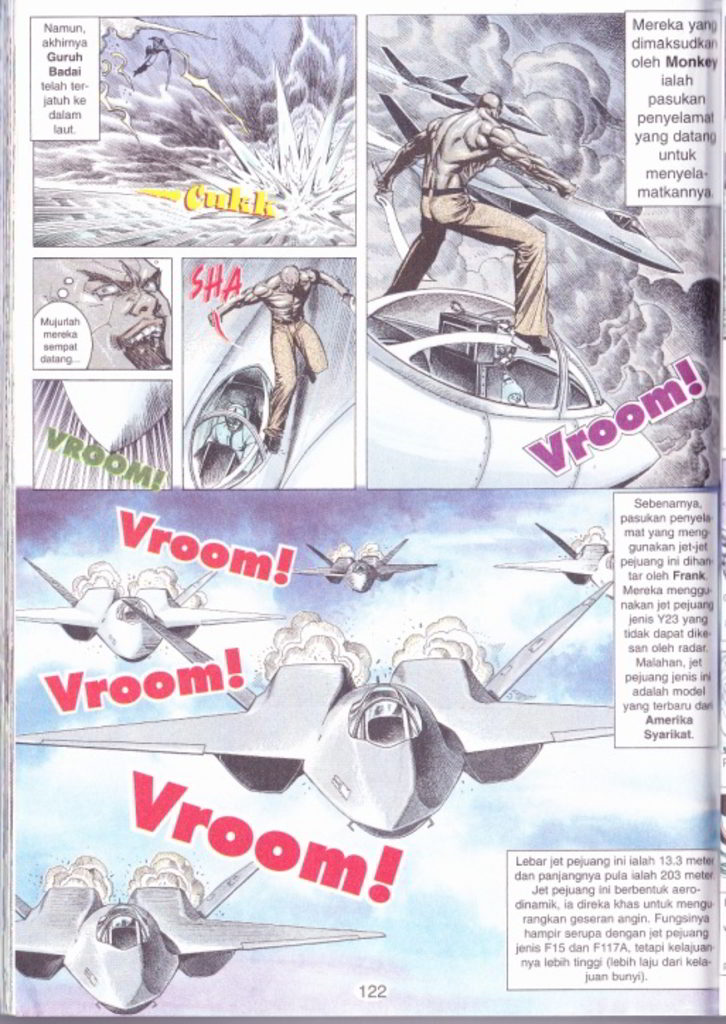 Namun,
akhirnya
Guruh
Badai
telah ter-
jatuh ke
dalam
laut.
Cukk
Mereka yang
dimaksudkan
oleh Monkey
ialah
pasukan
penyelamat
yang datang
untuk
menyela-
matkannya.
Mujurlah
mereka
sempat
datang...
SHA
VROOM!
Vroom!
Vroom!
Vroom!
Vroom!
Sebenarnya,
pasukan penyela-
mat yang meng-
gunakan jet-jet
pejuang ini dihan-
tar oleh Frank.
Mereka menggu-
nakan jet pejuang
jenis Y23 yang
tidak dapat dike-
san oleh radar.
Malahan, jet
pejuang jenis ini
adalah model
yang terbaru dari
Amerika
Syarikat.
Lebar jet pejuang ini ialah 13.3 meter
dan panjangnya pula ialah 203 meter.
Jet pejuang ini berbentuk aero-
dinamik, ia direka khas untuk mengu-
rangkan geseran angin. Fungsinya
hampir serupa dengan jet pejuang
jenis F15 dan F117A, tetapi kelajuan-
nya lebih tinggi (lebih laju dari kela-
juan bunyi).
122